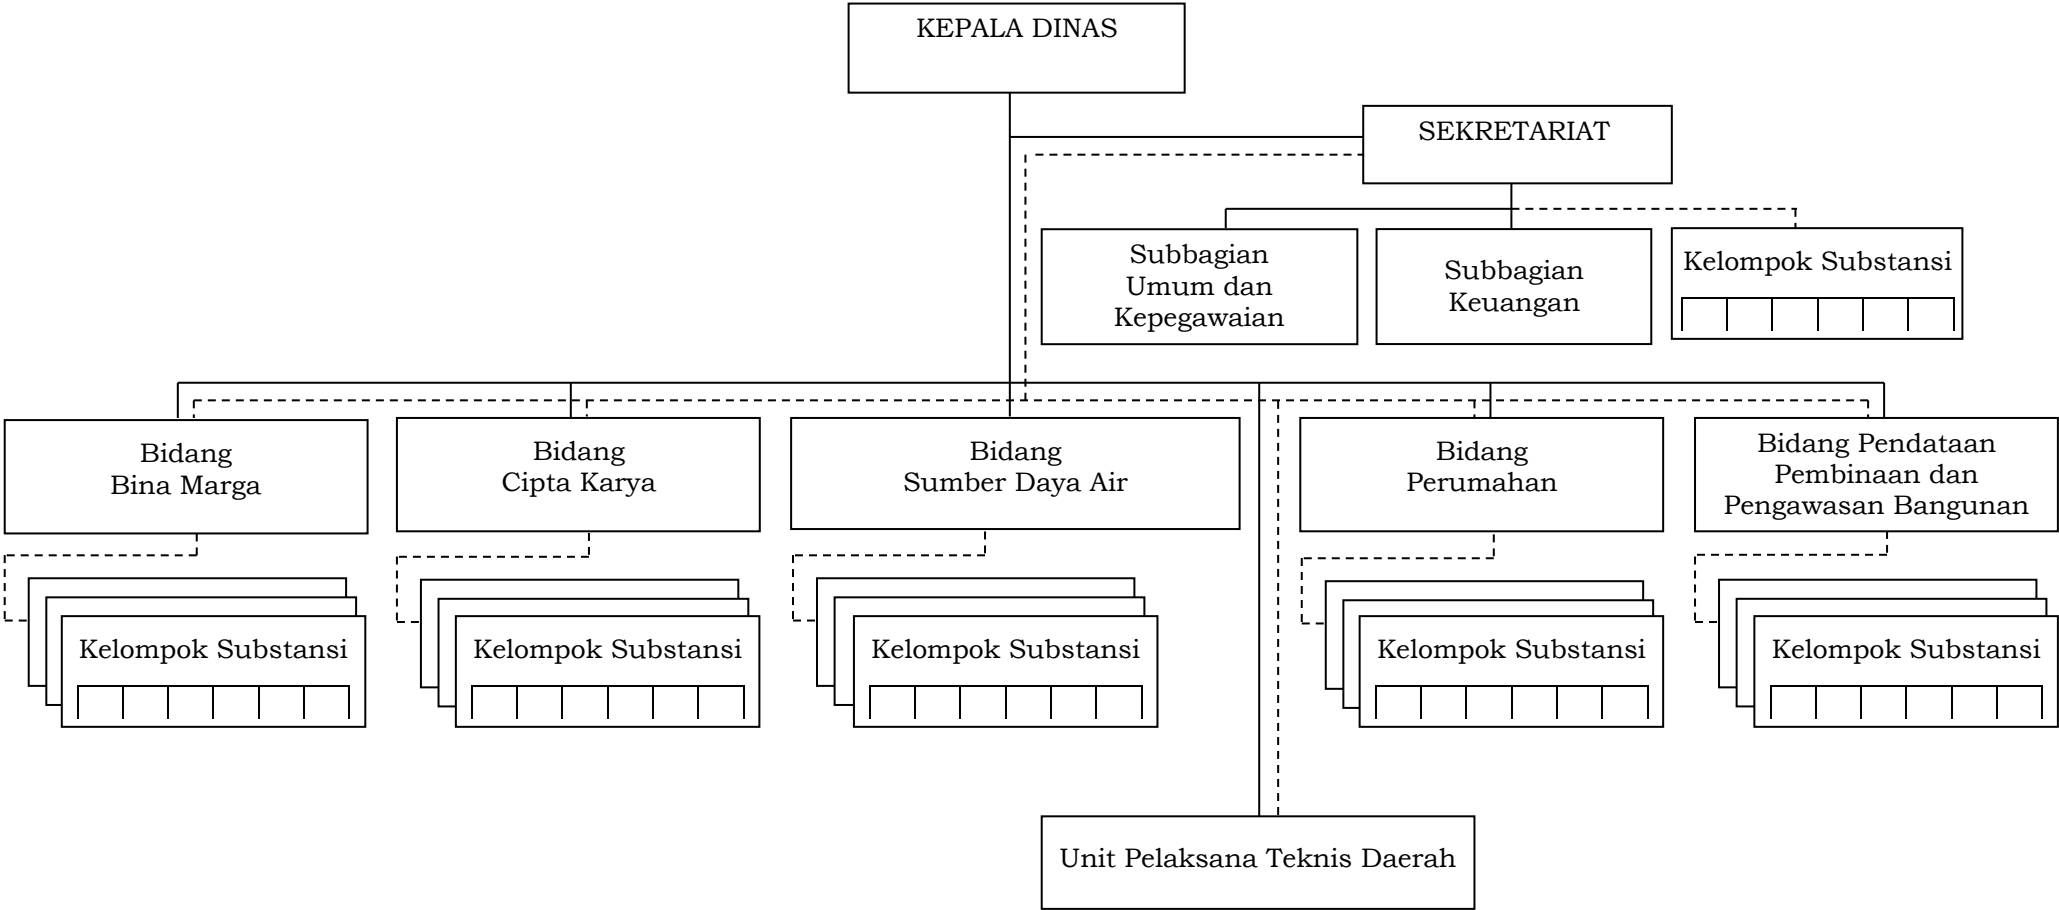 KEPALA DINAS
SEKRETARIAT
Subbagian
Umum dan
Kepegawaian
Subbagian
Keuangan
Kelompok Substansi
Bidang
Bina Marga
Bidang
Cipta Karya
Bidang
Sumber Daya Air
Bidang
Perumahan
Bidang Pendataan
Pembinaan dan
Pengawasan Bangunan
Kelompok Substansi
Kelompok Substansi
Kelompok Substansi
Kelompok Substansi
Kelompok Substansi
Unit Pelaksana Teknis Daerah